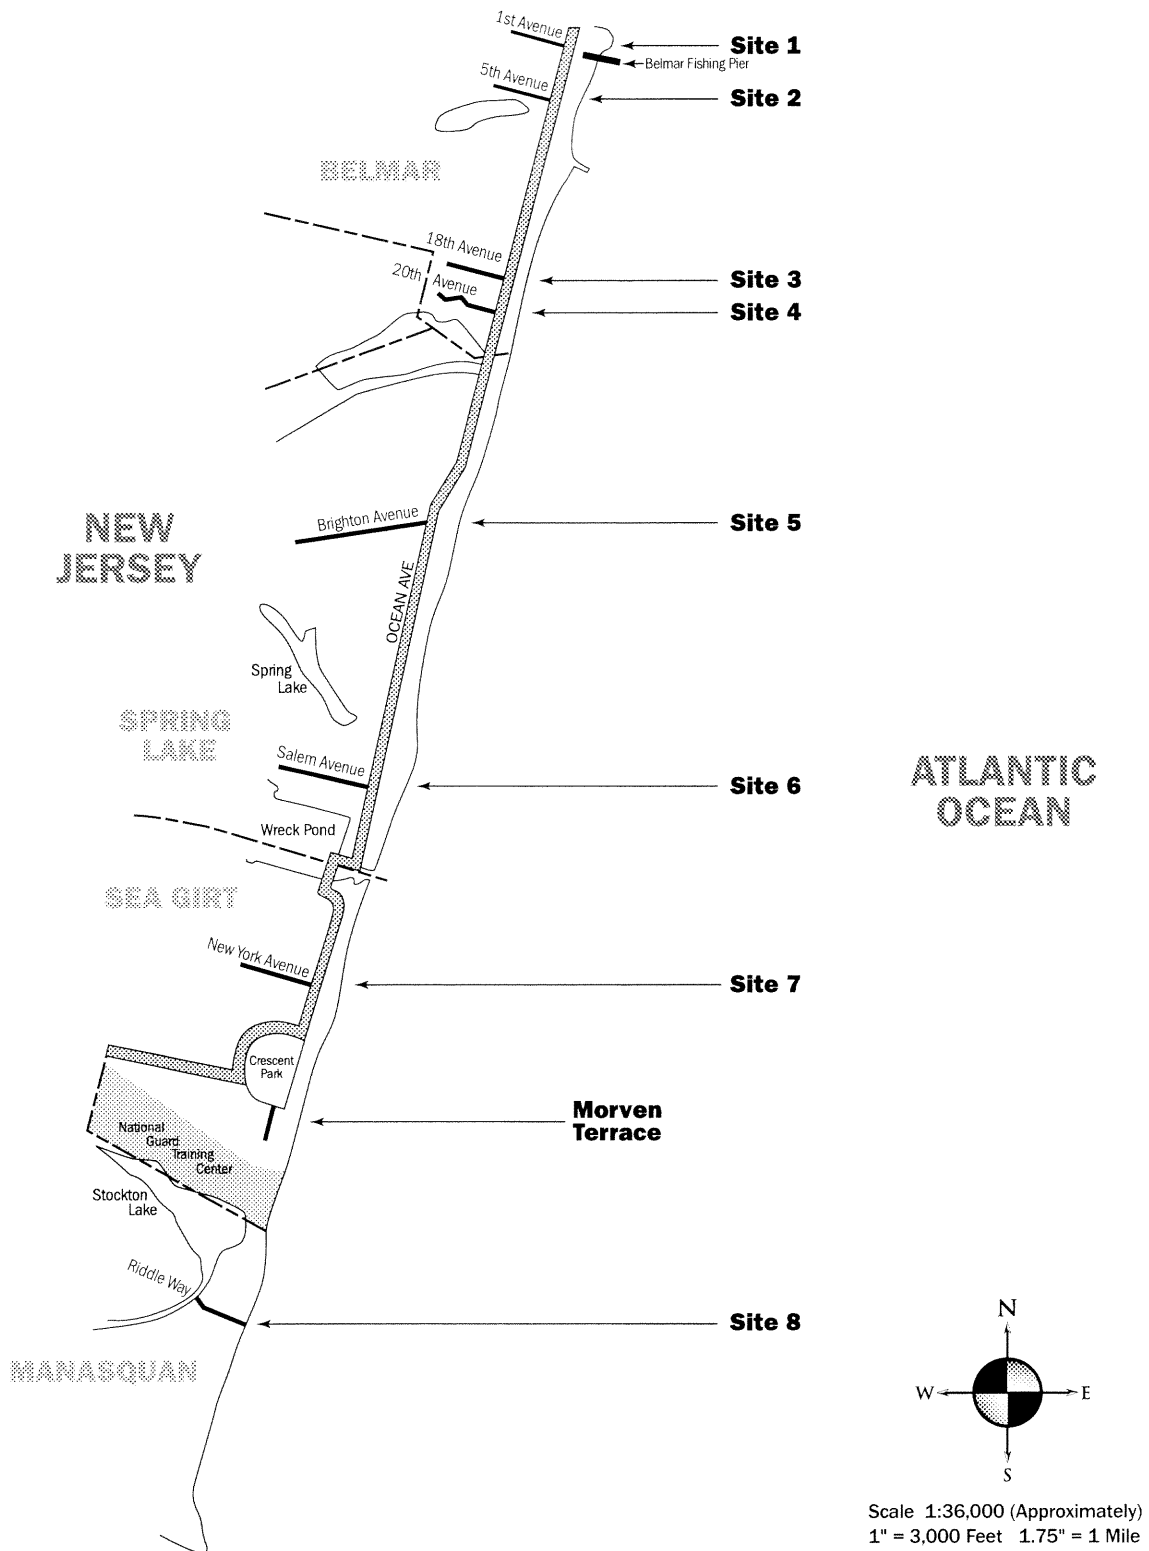 1st Avenue
Site 1
Belmar Fishing Pier
5th Avenue
Site 2
BELMAR
18th Avenue
20th Avenue
Site 3
Site 4
NEW
JERSEY
Brighton Avenue
Site 5
OCEAN AVE
Spring
Lake
SPRING
LAKE
Salem Avenue
Site 6
ATLANTIC
OCEAN
Wreck Pond
SEA GIRT
New York Avenue
Site 7
Crescent
Park
Morven
Terrace
National
Guard
Training
Center
Stockton
Lake
Riddle Way
Site 8
MANASQUAN
N
W
E
S
Scale 1:36,000 (Approximately)
1" = 3,000 Feet 1.75" = 1 Mile